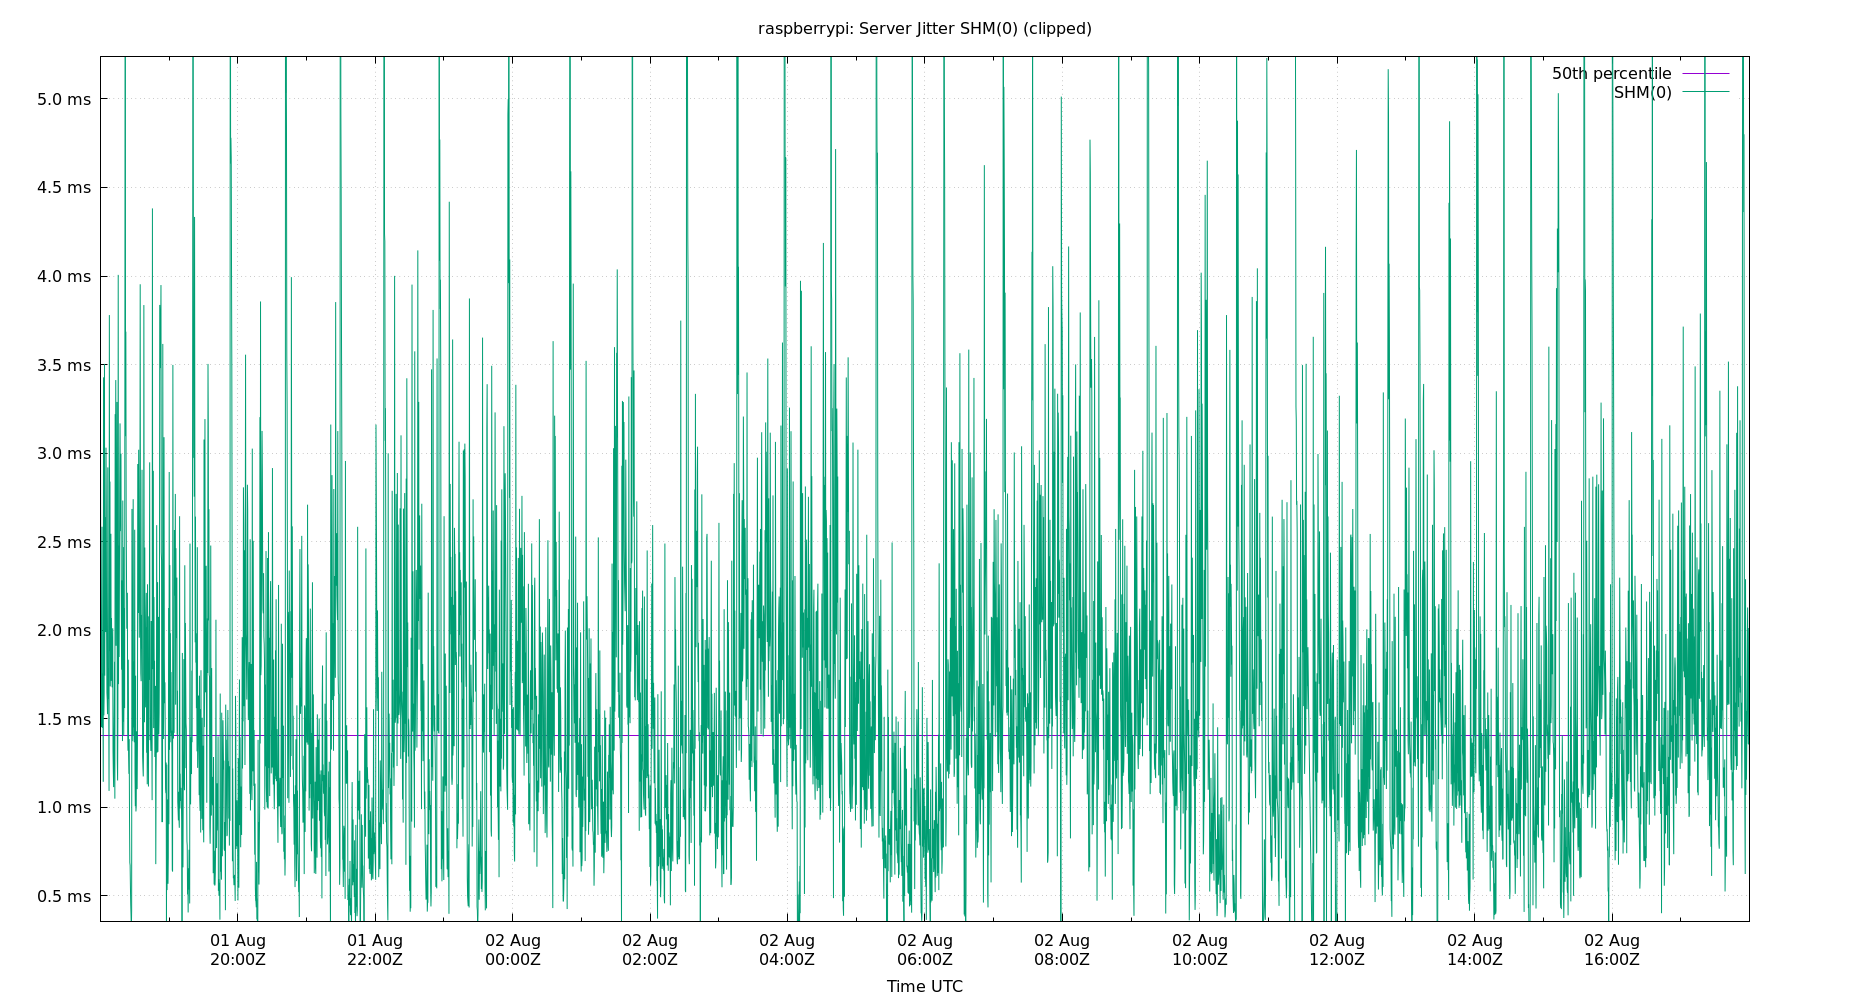 raspberrypi: Server Jitter SHM(0) (clipped)
50th percentile
SHM(0)
5.0 ms
4.5 ms
4.0 ms
3.5 ms
3.0 ms
2.5 ms
2.0 ms
1.5 ms
1.0 ms
0.5 ms
01 Aug 01 Aug 02 Aug 02 Aug 02 Aug 02 Aug 02 Aug 02 Aug 02 Aug 02 Aug 02 Aug
20:00Z 22:00Z 00:00Z 02:00Z 04:00Z 06:00Z 08:00Z 10:00Z 12:00Z 14:00Z 16:00Z
Time UTC